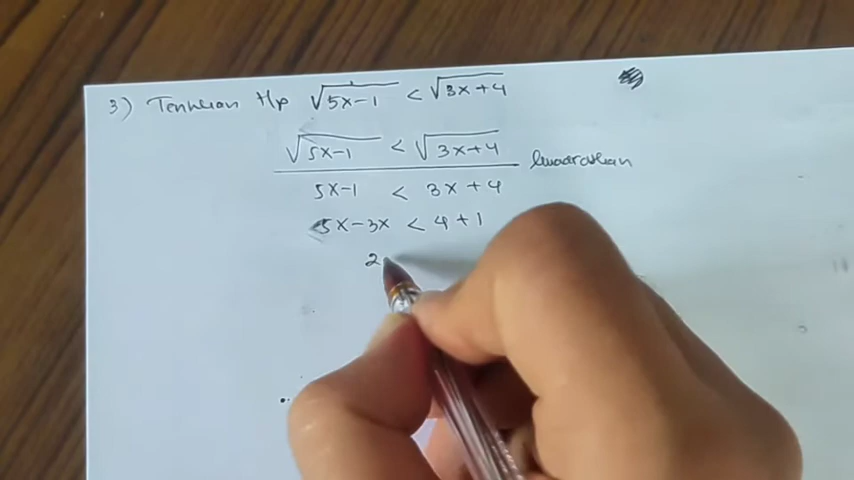 3) Tentukan Hp √5x-1 < √3x+4
√5x-1 < √3x+4 kuadratkan
5x-1 < 3x+4
5x-3x < 4+1
2